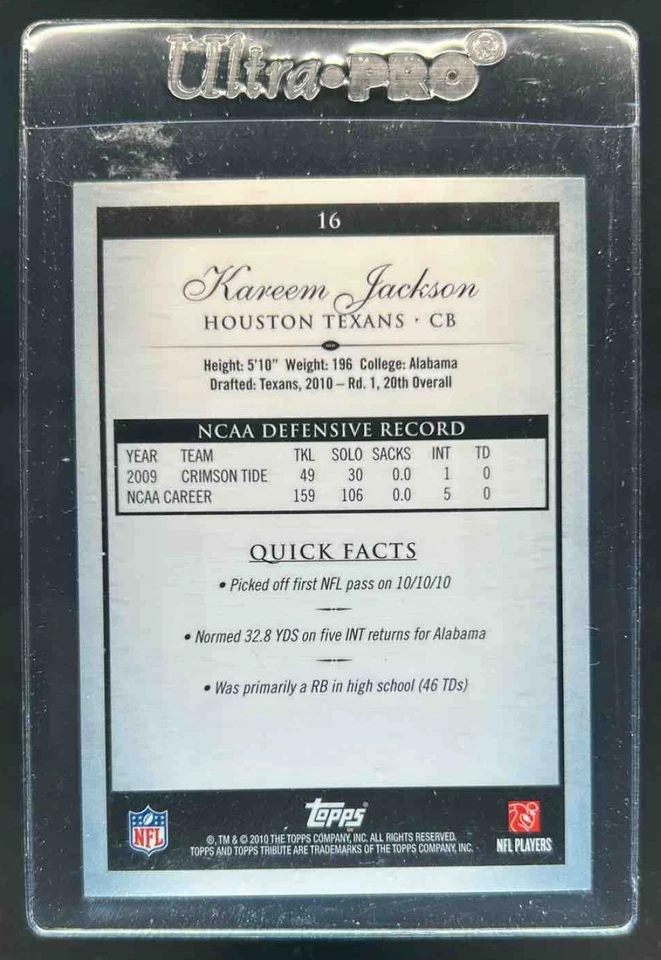 Ultra•PRO®
16
Kareem Jackson
HOUSTON TEXANS · CB
Height: 5'10" Weight: 196 College: Alabama
Drafted: Texans, 2010 – Rd. 1, 20th Overall
NCAA DEFENSIVE RECORD
YEAR TEAM TKL SOLO SACKS INT TD
2009 CRIMSON TIDE 49 30 0.0 1 0
NCAA CAREER 159 106 0.0 5 0
QUICK FACTS
• Picked off first NFL pass on 10/10/10
• Normed 32.8 YDS on five INT returns for Alabama
• Was primarily a RB in high school (46 TDs)
NFL
Topps®
®, TM & © 2010 THE TOPPS COMPANY, INC. ALL RIGHTS RESERVED.
TOPPS AND TOPPS TRIBUTE ARE TRADEMARKS OF THE TOPPS COMPANY, INC.
NFL PLAYERS